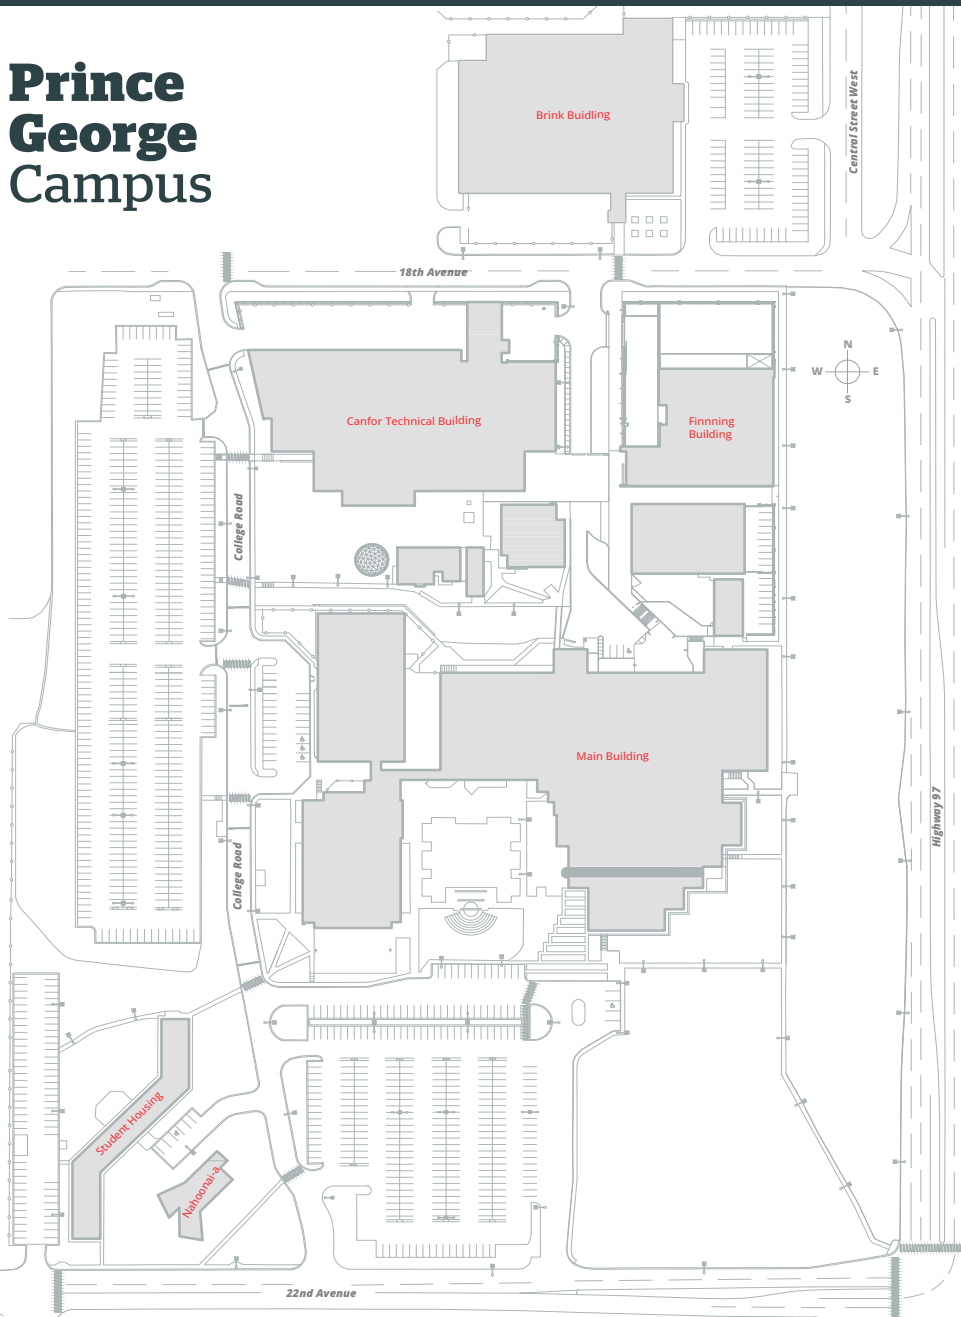 Prince
George
Campus
Brink Buidling
Central Street West
18th Avenue
N
W
E
S
Canfor Technical Building
Finnning
Building
College Road
Main Building
Highway 97
College Road
Student Housing
Nahoonai-a
22nd Avenue